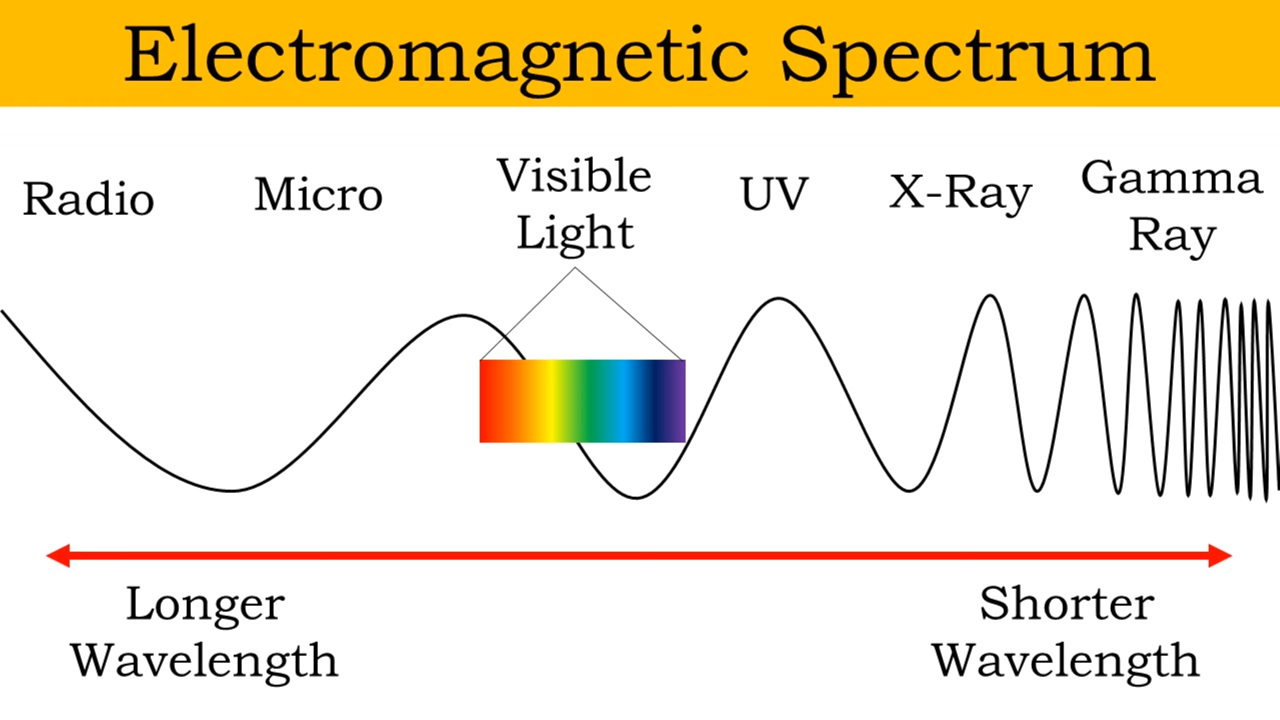 Electromagnetic Spectrum
Radio
Micro
Visible
Light
UV
X-Ray
Gamma
Ray
Longer
Wavelength
Shorter
Wavelength